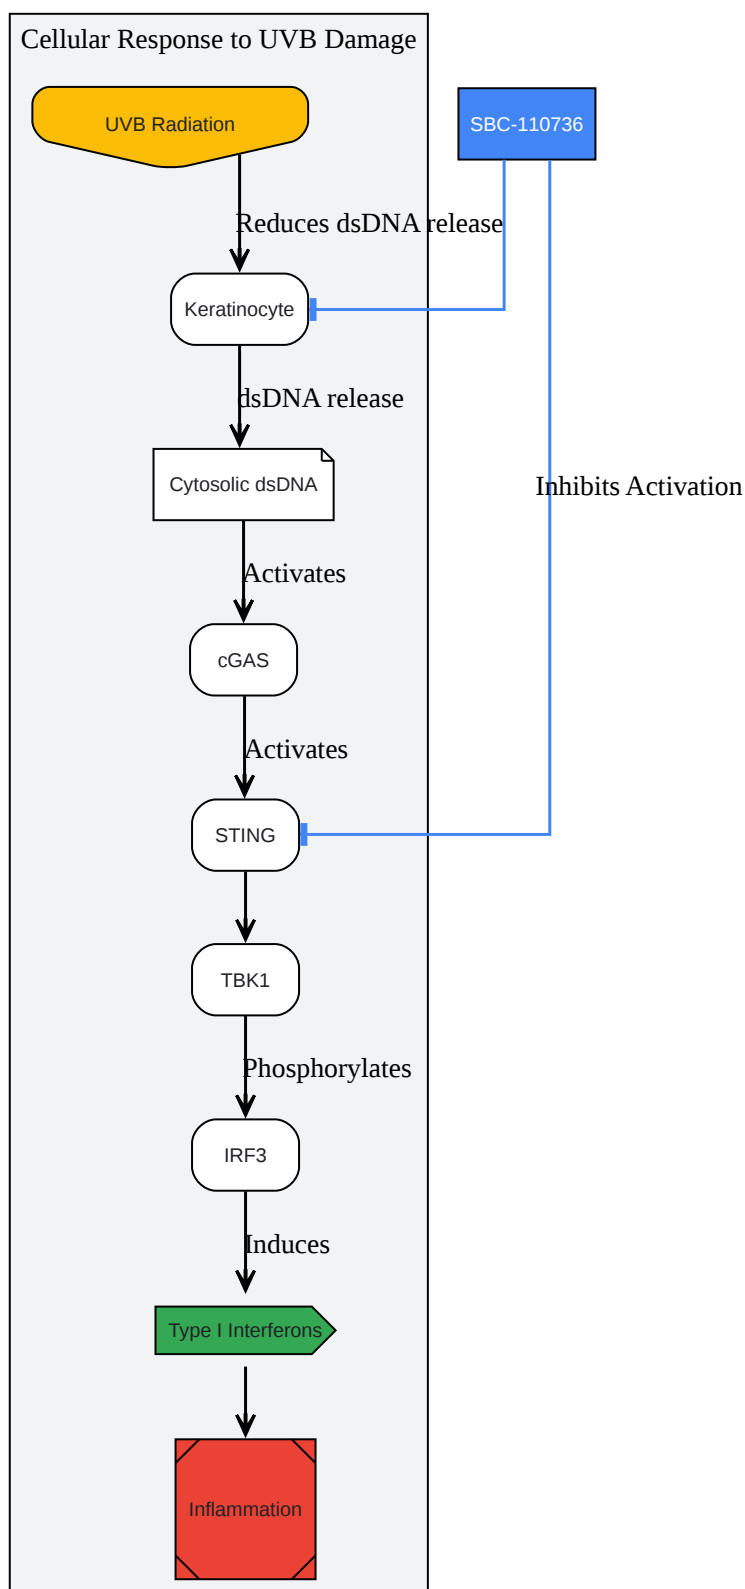 Cellular Response to UVB Damage
UVB Radiation
SBC-110736
Reduces dsDNA release
Keratinocyte
dsDNA release
Cytosolic dsDNA
Inhibits Activation
Activates
cGAS
Activates
STING
TBK1
Phosphorylates
IRF3
Induces
Type I Interferons
Inflammation